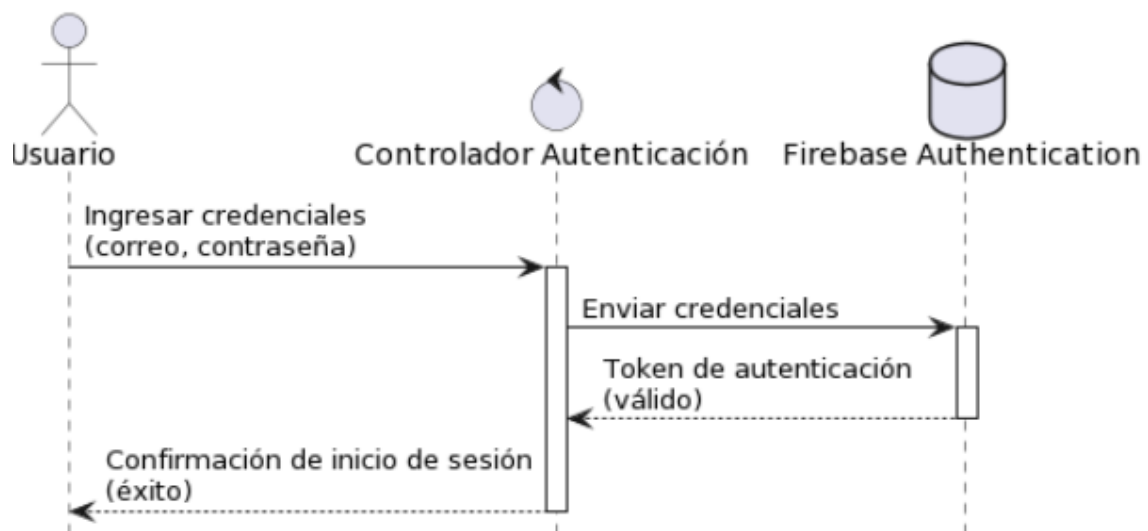 Usuario
Controlador Autenticación
Firebase Authentication
Ingresar credenciales
(correo, contraseña)
Enviar credenciales
Token de autenticación
(válido)
Confirmación de inicio de sesión
(éxito)